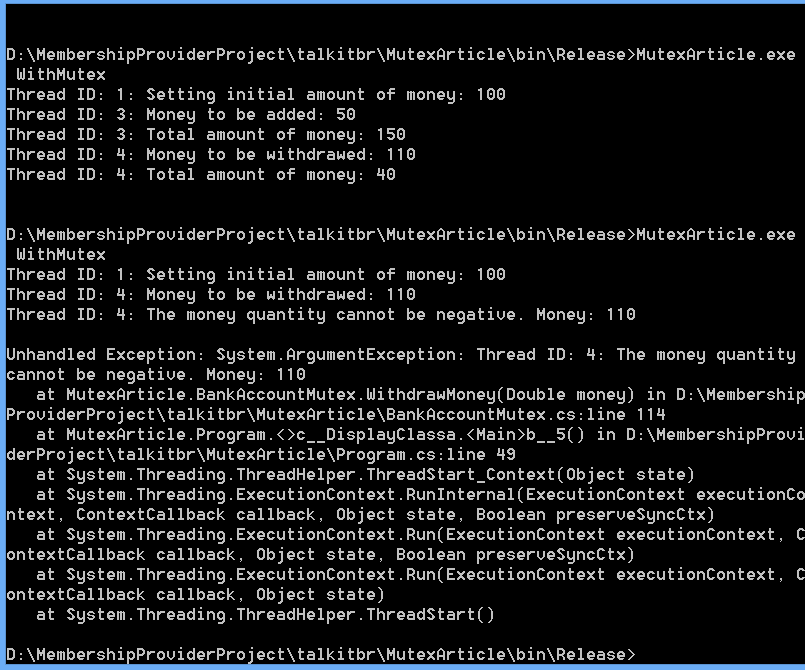 D:\MembershipProviderProject\talkitbr\MutexArticle\bin\Release>MutexArticle.exe
 WithMutex
Thread ID: 1: Setting initial amount of money: 100
Thread ID: 3: Money to be added: 50
Thread ID: 3: Total amount of money: 150
Thread ID: 4: Money to be withdrawed: 110
Thread ID: 4: Total amount of money: 40
D:\MembershipProviderProject\talkitbr\MutexArticle\bin\Release>MutexArticle.exe
 WithMutex
Thread ID: 1: Setting initial amount of money: 100
Thread ID: 4: Money to be withdrawed: 110
Thread ID: 4: The money quantity cannot be negative. Money: 110
Unhandled Exception: System.ArgumentException: Thread ID: 4: The money quantity
cannot be negative. Money: 110
   at MutexArticle.BankAccountMutex.WithdrawMoney(Double money) in D:\Membership
ProviderProject\talkitbr\MutexArticle\BankAccountMutex.cs:line 114
   at MutexArticle.Program.<>c__DisplayClassa.<Main>b__5() in D:\MembershipProvi
derProject\talkitbr\MutexArticle\Program.cs:line 49
   at System.Threading.ThreadHelper.ThreadStart_Context(Object state)
   at System.Threading.ExecutionContext.RunInternal(ExecutionContext executionCo
ntext, ContextCallback callback, Object state, Boolean preserveSyncCtx)
   at System.Threading.ExecutionContext.Run(ExecutionContext executionContext, C
ontextCallback callback, Object state, Boolean preserveSyncCtx)
   at System.Threading.ExecutionContext.Run(ExecutionContext executionContext, C
ontextCallback callback, Object state)
   at System.Threading.ThreadHelper.ThreadStart()
D:\MembershipProviderProject\talkitbr\MutexArticle\bin\Release>